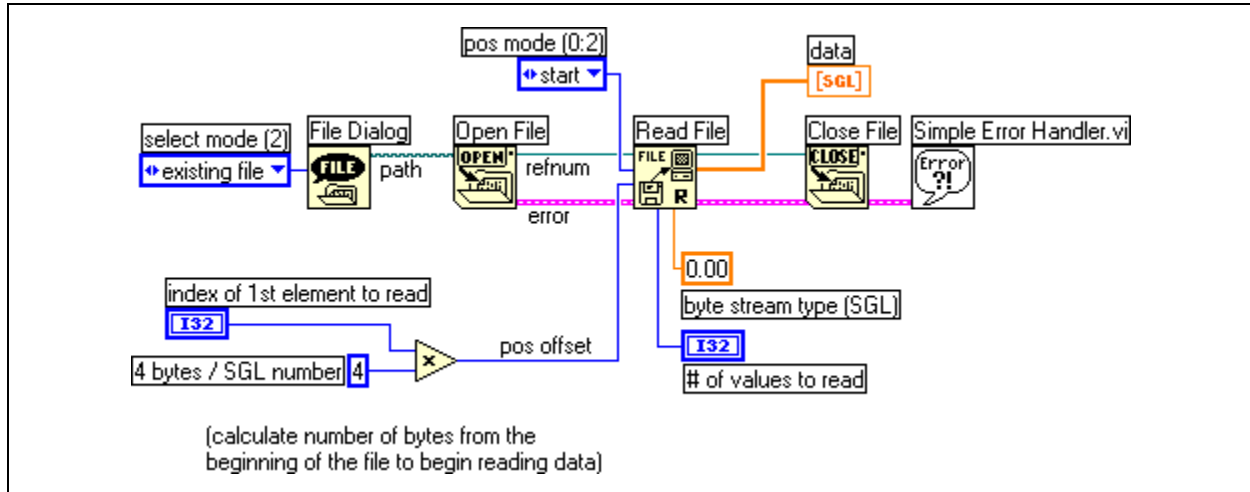 pos mode (0:2)
start
data
[SGL]
select mode (2)
existing file
File Dialog
FILE
path
Open File
OPEN
refnum
error
Read File
FILE
R
Close File
CLOSE
Simple Error Handler.vi
Error
?!
0.00
byte stream type (SGL)
index of 1st element to read
I32
4 bytes / SGL number
4
x
pos offset
I32
# of values to read
(calculate number of bytes from the
beginning of the file to begin reading data)